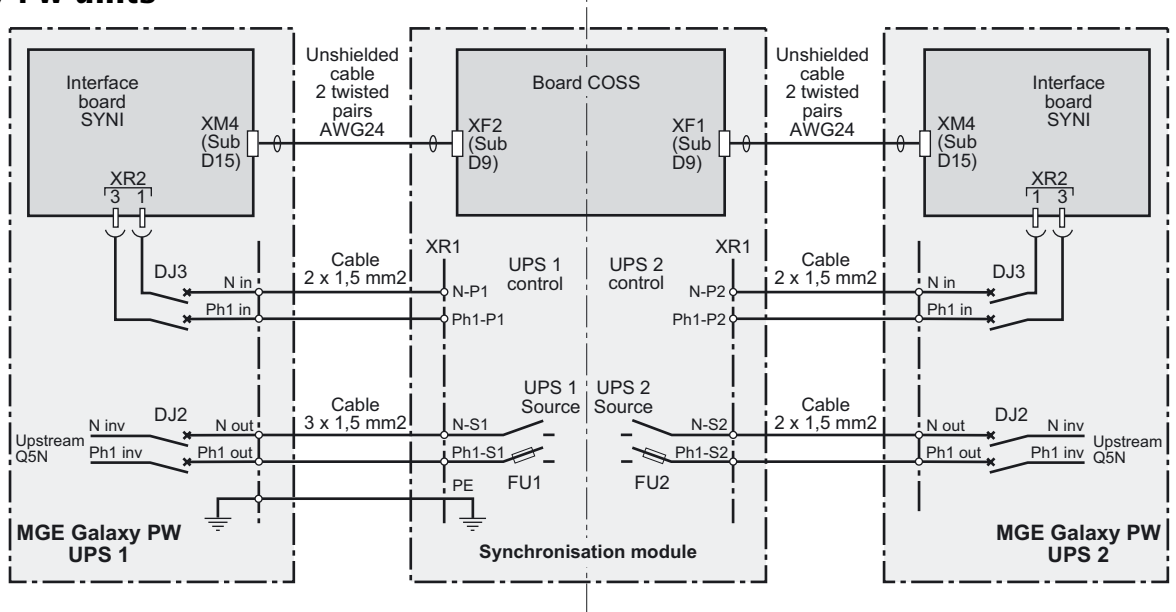 PW units
Interface
board
SYNI
XM4
(Sub
D15)
XR2
3 1
Unshielded
cable
2 twisted
pairs
AWG24
Board COSS
XF2
(Sub
D9)
XF1
(Sub
D9)
Unshielded
cable
2 twisted
pairs
AWG24
XM4
(Sub
D15)
Interface
board
SYNI
XR2
1 3
DJ3
N in
Ph1 in
Cable
2 x 1,5 mm2
XR1
N-P1
Ph1-P1
UPS 1
control
UPS 2
control
XR1
N-P2
Ph1-P2
Cable
2 x 1,5 mm2
N in
Ph1 in
DJ3
Upstream
Q5N
N inv
Ph1 inv
DJ2
N out
Ph1 out
Cable
3 x 1,5 mm2
N-S1
Ph1-S1
PE
UPS 1
Source
FU1
UPS 2
Source
FU2
N-S2
Ph1-S2
Cable
2 x 1,5 mm2
N out
Ph1 out
DJ2
N inv
Ph1 inv
Upstream
Q5N
MGE Galaxy PW
UPS 1
Synchronisation module
MGE Galaxy PW
UPS 2